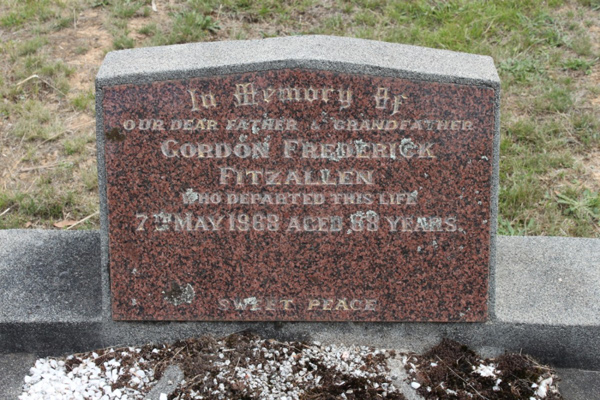 In Memory Of
OUR DEAR FATHER & GRANDFATHER
GORDON FREDERICK
FITZALLEN
WHO DEPARTED THIS LIFE
7TH MAY 1968 AGED 68 YEARS.
SWEET PEACE